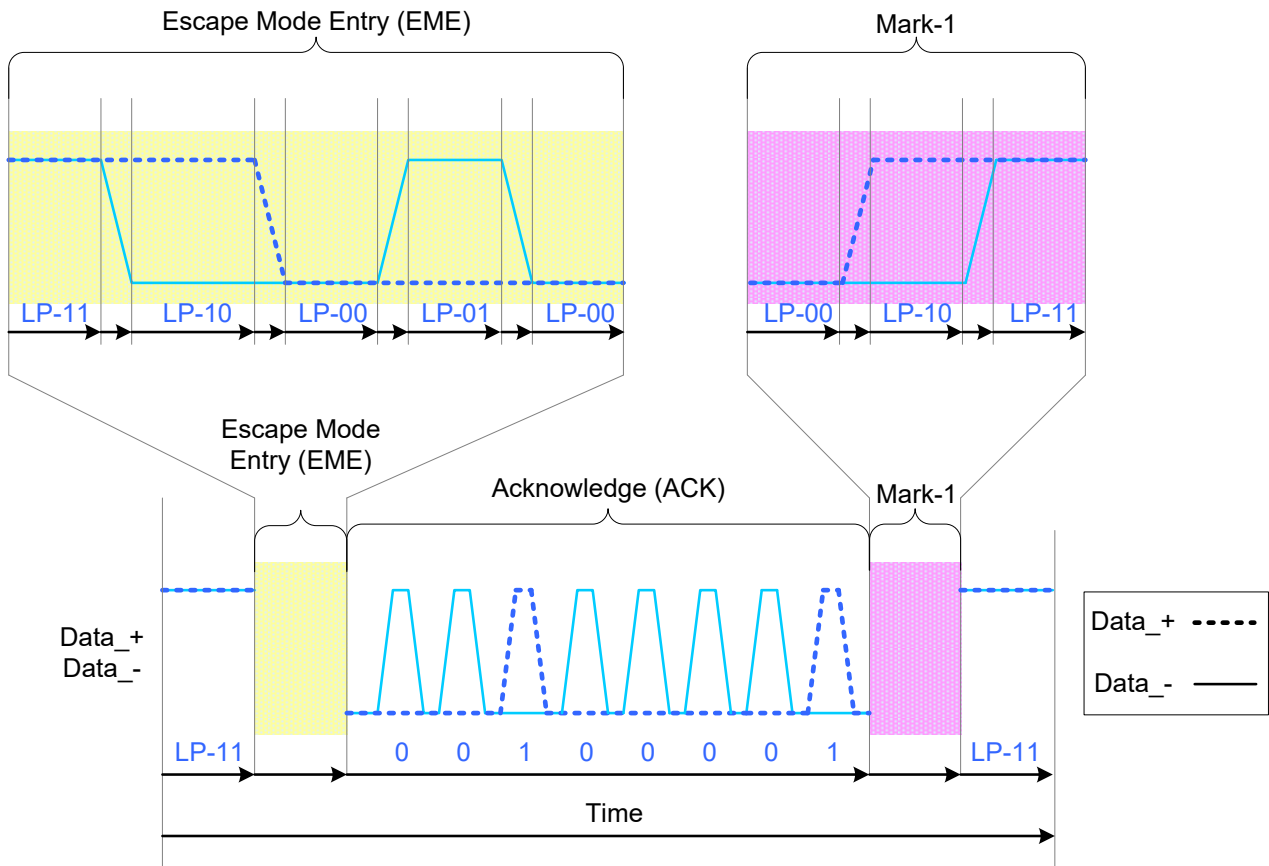 Escape Mode Entry (EME)
Mark-1
LP-11 LP-10 LP-00 LP-01 LP-00
LP-00 LP-10 LP-11
Escape Mode
Entry (EME)
Acknowledge (ACK)
Mark-1
Data_+
Data_-
LP-11 0 0 1 0 0 0 0 1 LP-11
Time
Data_+
Data_-